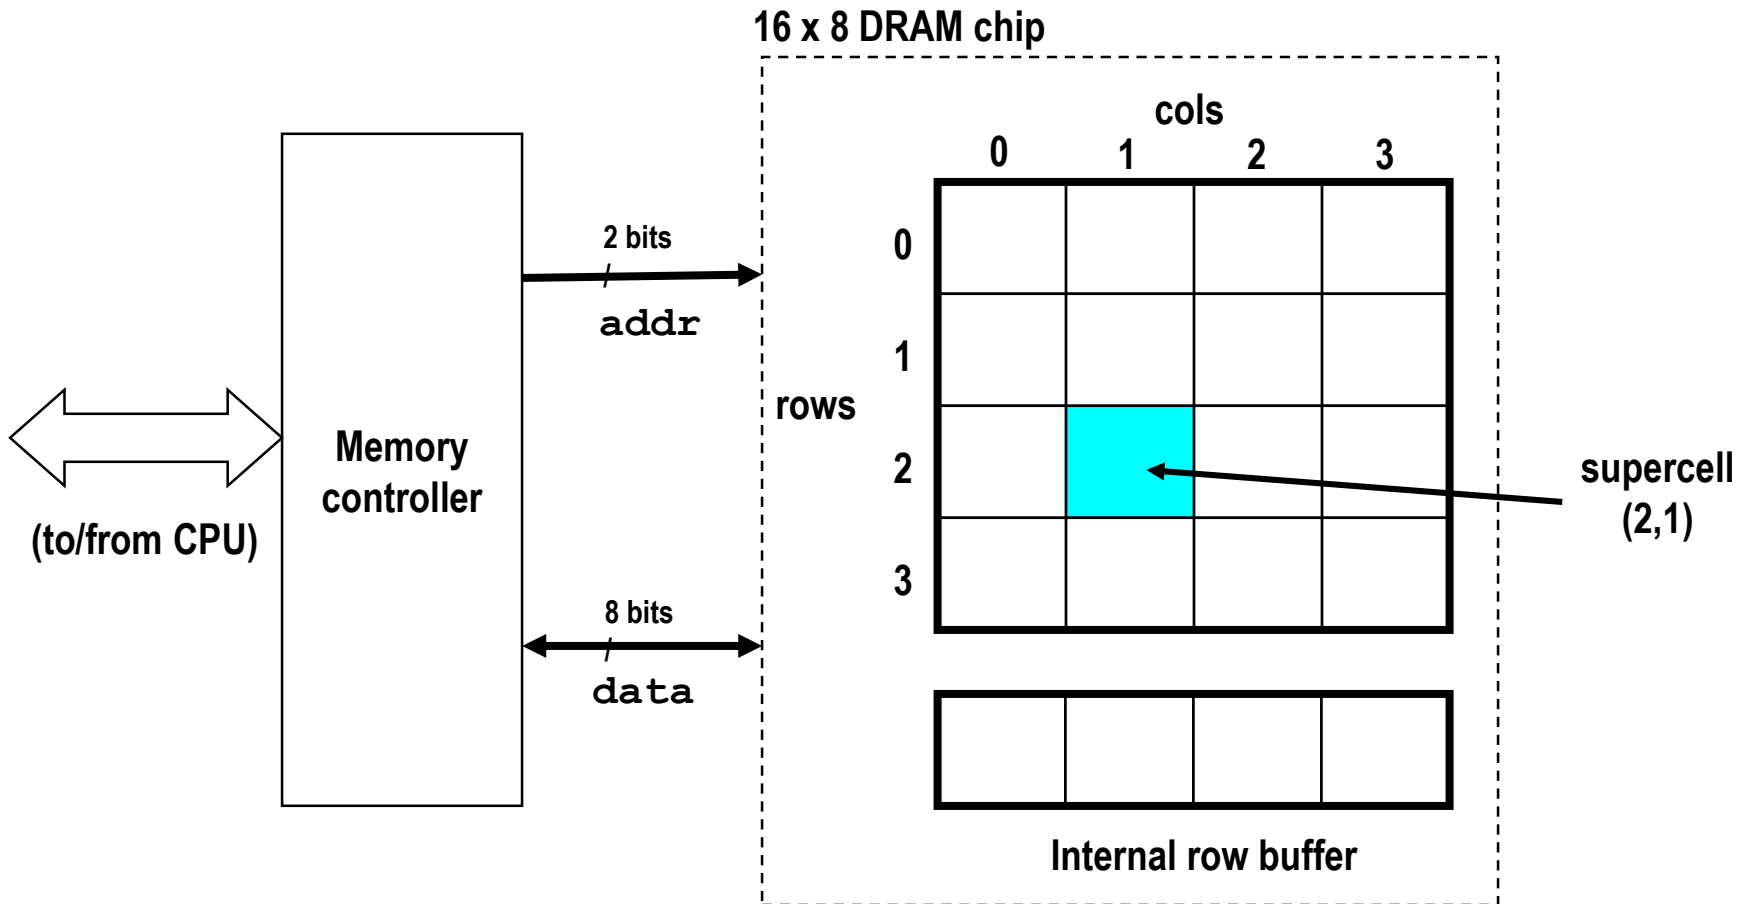 16 x 8 DRAM chip
cols
0 1 2 3
2 bits
addr
0
1
rows
2
3
Memory
controller
(to/from CPU)
supercell
(2,1)
8 bits
data
Internal row buffer